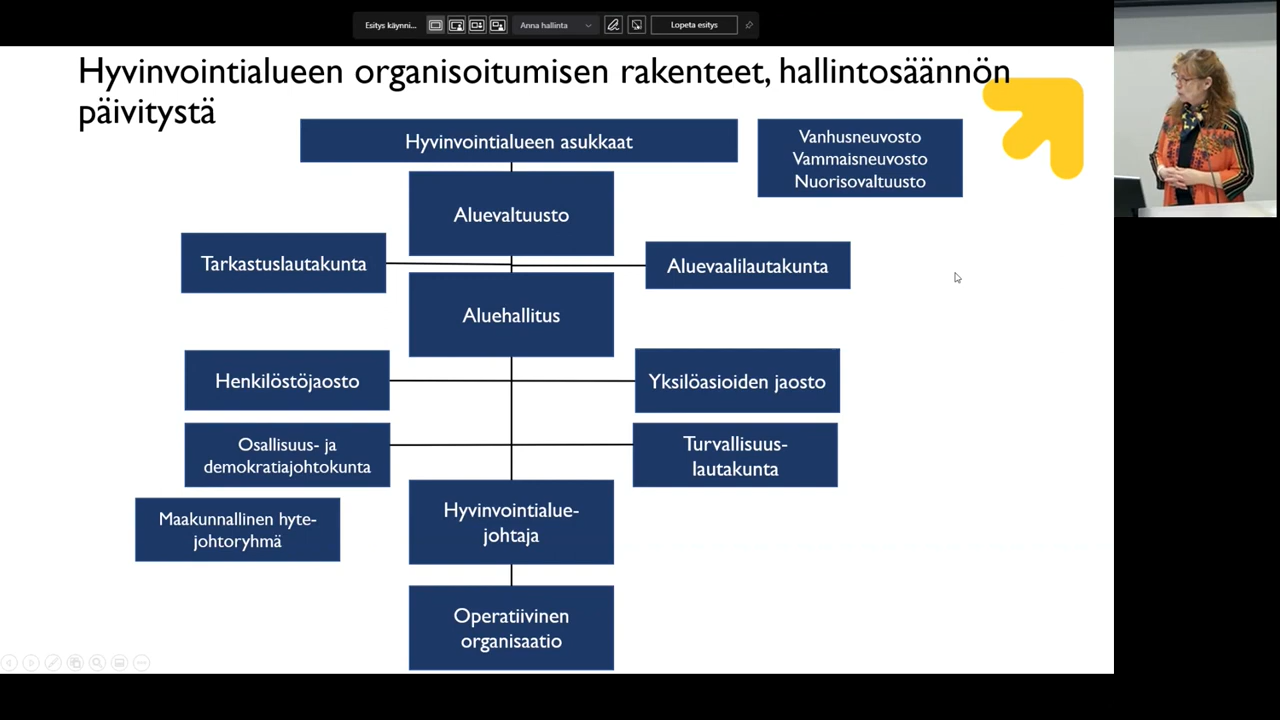 Esitys käynni...
Anna hallinta
Lopeta esitys
Hyvinvointialueen organisoitumisen rakenteet, hallintosäännön
päivitystä
Hyvinvointialueen asukkaat
Vanhusneuvosto
Vammaisneuvosto
Nuorisovaltuusto
Aluevaltuusto
Tarkastuslautakunta
Aluevaalilautakunta
Aluehallitus
Henkilöstöjaosto
Yksilöasioiden jaosto
Osallisuus- ja
demokratiajohtokunta
Turvallisuus-
lautakunta
Maakunnallinen hyte-
johtoryhmä
Hyvinvointialue-
johtaja
Operatiivinen
organisaatio